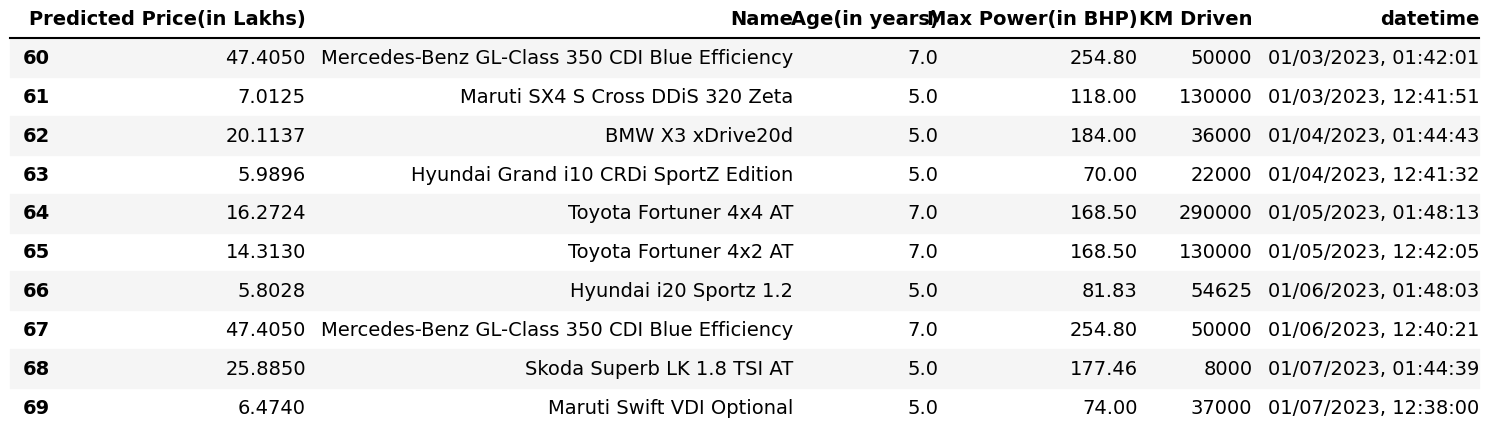 Predicted Price(in Lakhs) Name Age(in years) Max Power(in BHP) KM Driven datetime
60 47.4050 Mercedes-Benz GL-Class 350 CDI Blue Efficiency 7.0 254.80 50000 01/03/2023, 01:42:01
61 7.0125 Maruti SX4 S Cross DDiS 320 Zeta 5.0 118.00 130000 01/03/2023, 12:41:51
62 20.1137 BMW X3 xDrive20d 5.0 184.00 36000 01/04/2023, 01:44:43
63 5.9896 Hyundai Grand i10 CRDi SportZ Edition 5.0 70.00 22000 01/04/2023, 12:41:32
64 16.2724 Toyota Fortuner 4x4 AT 7.0 168.50 290000 01/05/2023, 01:48:13
65 14.3130 Toyota Fortuner 4x2 AT 7.0 168.50 130000 01/05/2023, 12:42:05
66 5.8028 Hyundai i20 Sportz 1.2 5.0 81.83 54625 01/06/2023, 01:48:03
67 47.4050 Mercedes-Benz GL-Class 350 CDI Blue Efficiency 7.0 254.80 50000 01/06/2023, 12:40:21
68 25.8850 Skoda Superb LK 1.8 TSI AT 5.0 177.46 8000 01/07/2023, 01:44:39
69 6.4740 Maruti Swift VDI Optional 5.0 74.00 37000 01/07/2023, 12:38:00